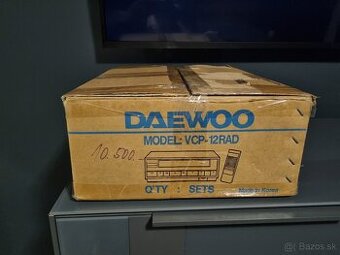 DAEWOO
MODEL: VCP-12RAD
10.500.-
Q'TY : SETS
Made in Korea
© Bazos.sk